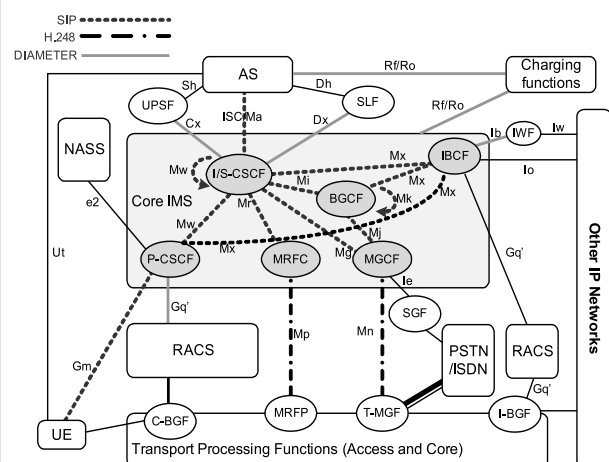 SIP
H.248
DIAMETER
AS
Rf/Ro
Charging
functions
Sh
Dh
UPSF
SLF
Rf/Ro
Cx
ISC/Ma
Dx
Ib
IWF
Iw
NASS
Mw
I/S-CSCF
Mx
IBCF
Io
Mx
Mi
Mx
Core IMS
Mr
BGCF
Mk
e2
Mw
Mj
Ut
Mx
Mg
Gq'
P-CSCF
MRFC
MGCF
Ie
Gq'
SGF
Other IP Networks
RACS
Mp
Mn
PSTN
/ISDN
RACS
Gm
Gq'
UE
C-BGF
MRFP
T-MGF
I-BGF
Transport Processing Functions (Access and Core)